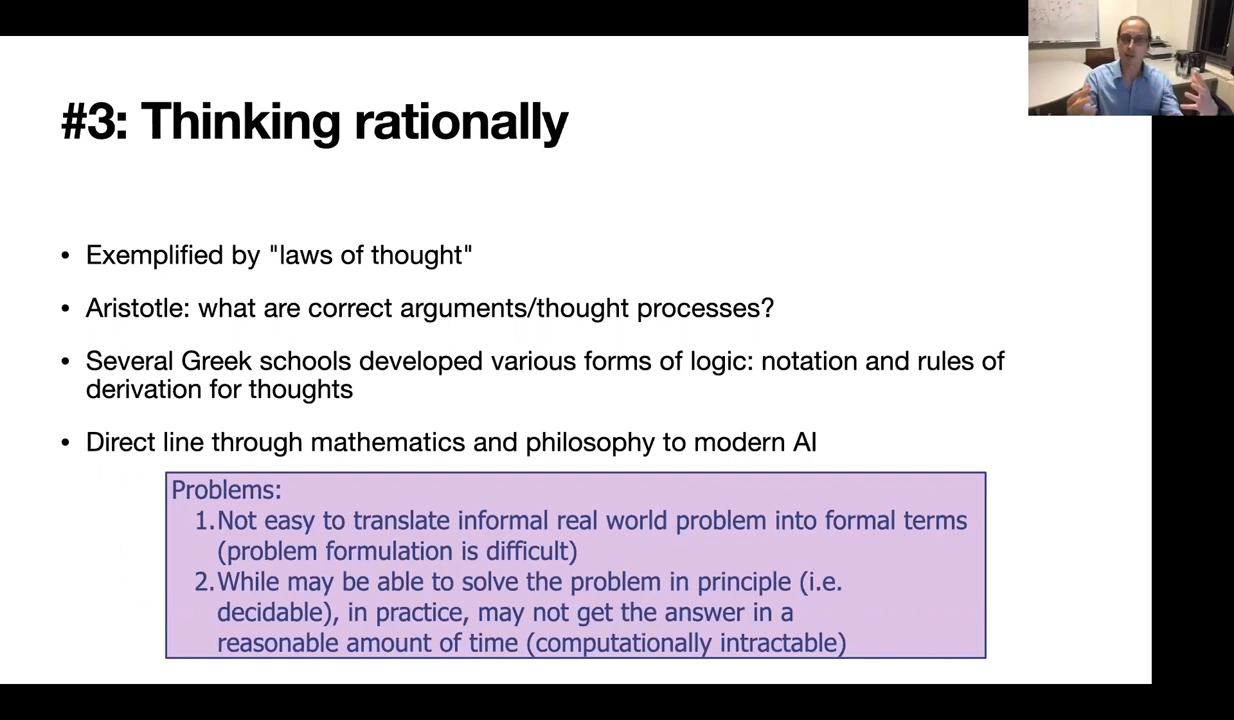 #3: Thinking rationally
• Exemplified by "laws of thought"
• Aristotle: what are correct arguments/thought processes?
• Several Greek schools developed various forms of logic: notation and rules of
derivation for thoughts
• Direct line through mathematics and philosophy to modern AI
Problems:
1.Not easy to translate informal real world problem into formal terms
(problem formulation is difficult)
2.While may be able to solve the problem in principle (i.e.
decidable), in practice, may not get the answer in a
reasonable amount of time (computationally intractable)